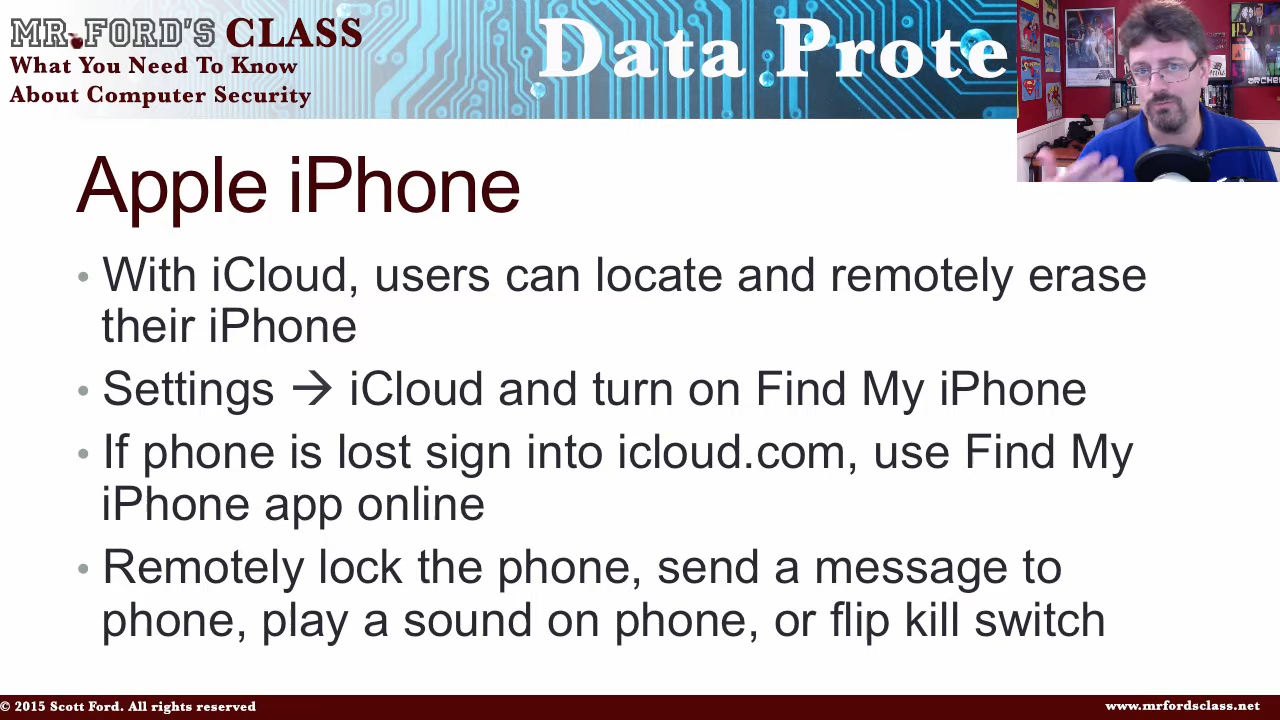 MR. FORD'S CLASS
What You Need To Know
About Computer Security
Data Prote
Apple iPhone
• With iCloud, users can locate and remotely erase
their iPhone
• Settings → iCloud and turn on Find My iPhone
• If phone is lost sign into icloud.com, use Find My
iPhone app online
• Remotely lock the phone, send a message to
phone, play a sound on phone, or flip kill switch
© 2015 Scott Ford. All rights reserved
www.mrfordsclass.net